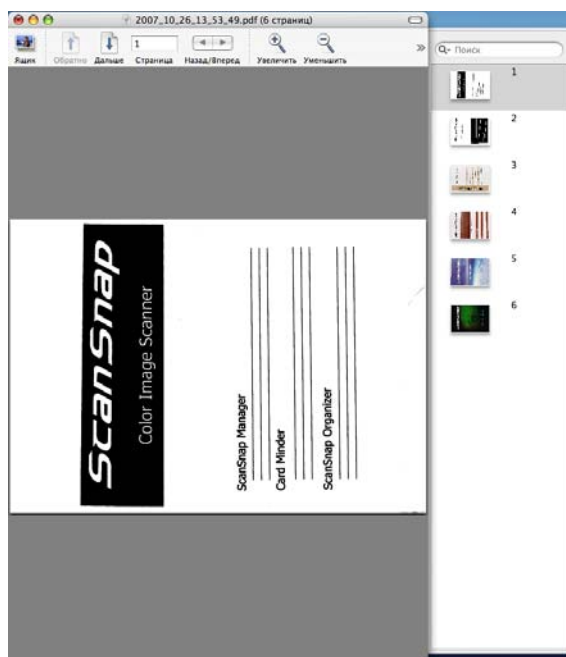 2007_10_26_13_53_49.pdf (6 страниц)
1
Ящик Обратно Дальше Страница Назад/Вперед Увеличить Уменьшить
»
Поиск
1
2
3
4
5
6
ScanSnap
Color Image Scanner
ScanSnap Manager
Card Minder
ScanSnap Organizer